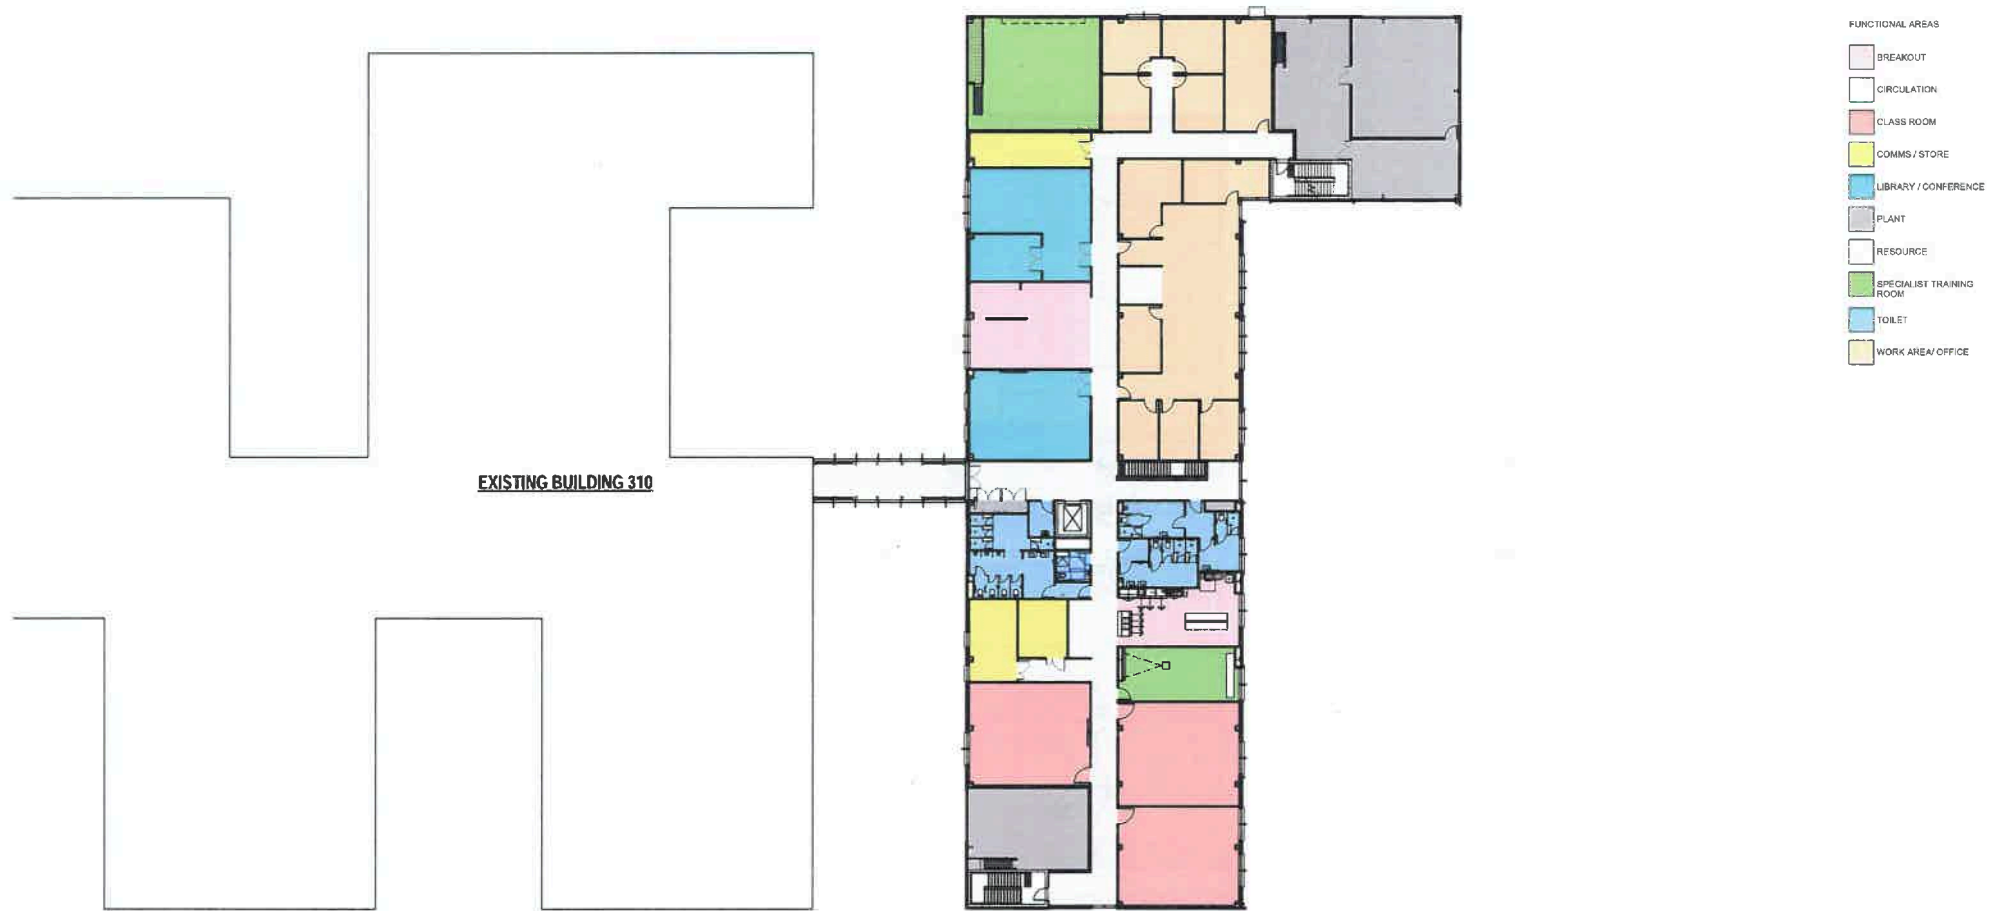 FUNCTIONAL AREAS
BREAKOUT
CIRCULATION
CLASS ROOM
COMMS / STORE
LIBRARY / CONFERENCE
PLANT
RESOURCE
SPECIALIST TRAINING
ROOM
TOILET
WORK AREA/ OFFICE
EXISTING BUILDING 310